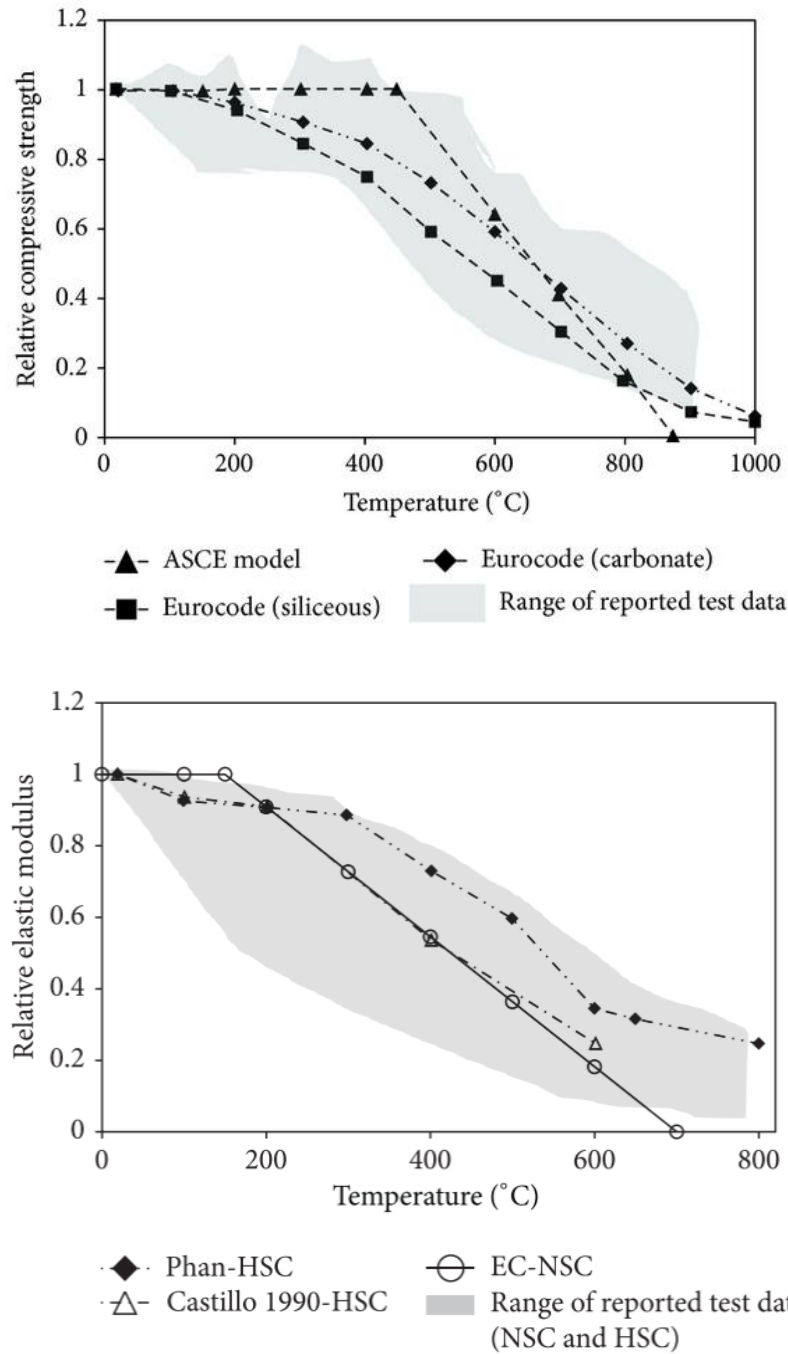 1.2
1
0.8
0.6
0.4
0.2
0
Relative compressive strength
0 200 400 600 800 1000
Temperature (˚C)
ASCE model Eurocode (carbonate)
Eurocode (siliceous) Range of reported test data
1.2
1
0.8
0.6
0.4
0.2
0
Relative elastic modulus
0 200 400 600 800
Temperature (˚C)
Phan-HSC EC-NSC
Castillo 1990-HSC Range of reported test dat
(NSC and HSC)